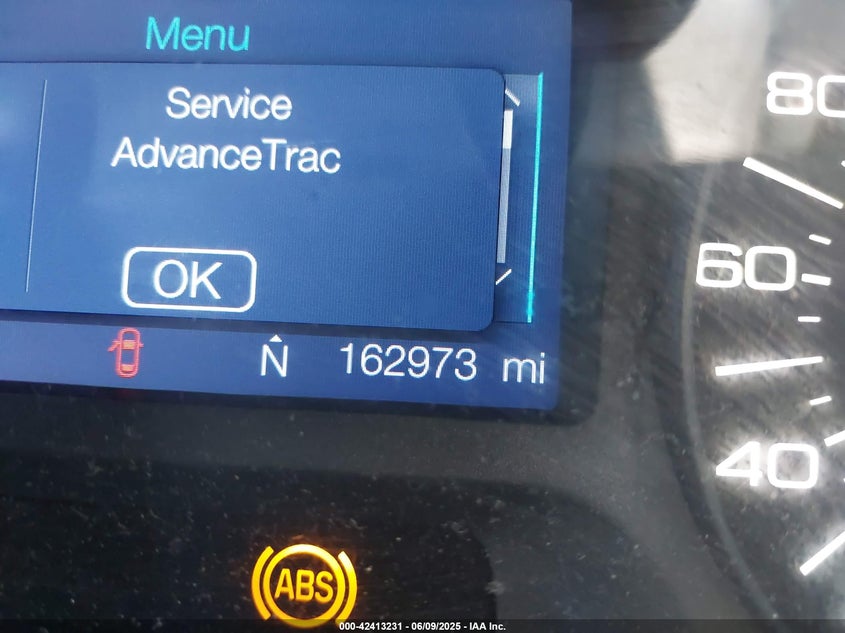 Menu
Service
AdvanceTrac
OK
N 162973 mi
80
60
40
ABS
000-42413231 - 06/09/2025 - IAA Inc.